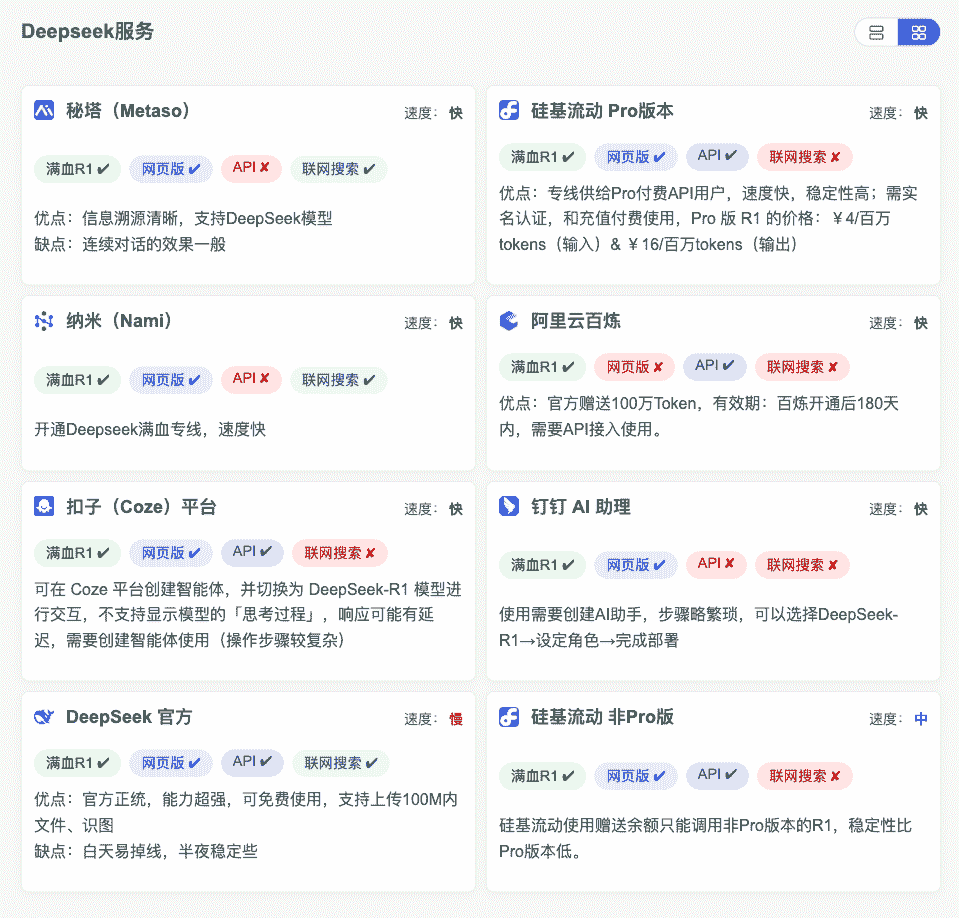 Deepseek服务
秘塔（Metaso）
速度： 快
满血R1 ✔ 网页版 ✔ API ✘ 联网搜索 ✔
优点：信息溯源清晰，支持DeepSeek模型
缺点：连续对话的效果一般
硅基流动 Pro版本
速度： 快
满血R1 ✔ 网页版 ✔ API ✔ 联网搜索 ✘
优点：专线供给Pro付费API用户，速度快，稳定性高；需实
名认证，和充值付费使用，Pro 版 R1 的价格：￥4/百万
tokens（输入）& ￥16/百万tokens（输出）
纳米（Nami）
速度： 快
满血R1 ✔ 网页版 ✔ API ✘ 联网搜索 ✔
开通Deepseek满血专线，速度快
阿里云百炼
速度： 快
满血R1 ✔ 网页版 ✘ API ✔ 联网搜索 ✘
优点：官方赠送100万Token，有效期：百炼开通后180天
内，需要API接入使用。
扣子（Coze）平台
速度： 快
满血R1 ✔ 网页版 ✔ API ✔ 联网搜索 ✘
可在 Coze 平台创建智能体，并切换为 DeepSeek-R1 模型进
行交互，不支持显示模型的「思考过程」，响应可能有延
迟，需要创建智能体使用（操作步骤较复杂）
钉钉 AI 助理
速度： 快
满血R1 ✔ 网页版 ✔ API ✘ 联网搜索 ✘
使用需要创建AI助手，步骤略繁琐，可以选择DeepSeek-
R1→设定角色→完成部署
DeepSeek 官方
速度： 慢
满血R1 ✔ 网页版 ✔ API ✔ 联网搜索 ✔
优点：官方正统，能力超强，可免费使用，支持上传100M内
文件、识图
缺点：白天易掉线，半夜稳定些
硅基流动 非Pro版
速度： 中
满血R1 ✔ 网页版 ✔ API ✔ 联网搜索 ✘
硅基流动使用赠送余额只能调用非Pro版本的R1，稳定性比
Pro版本低。